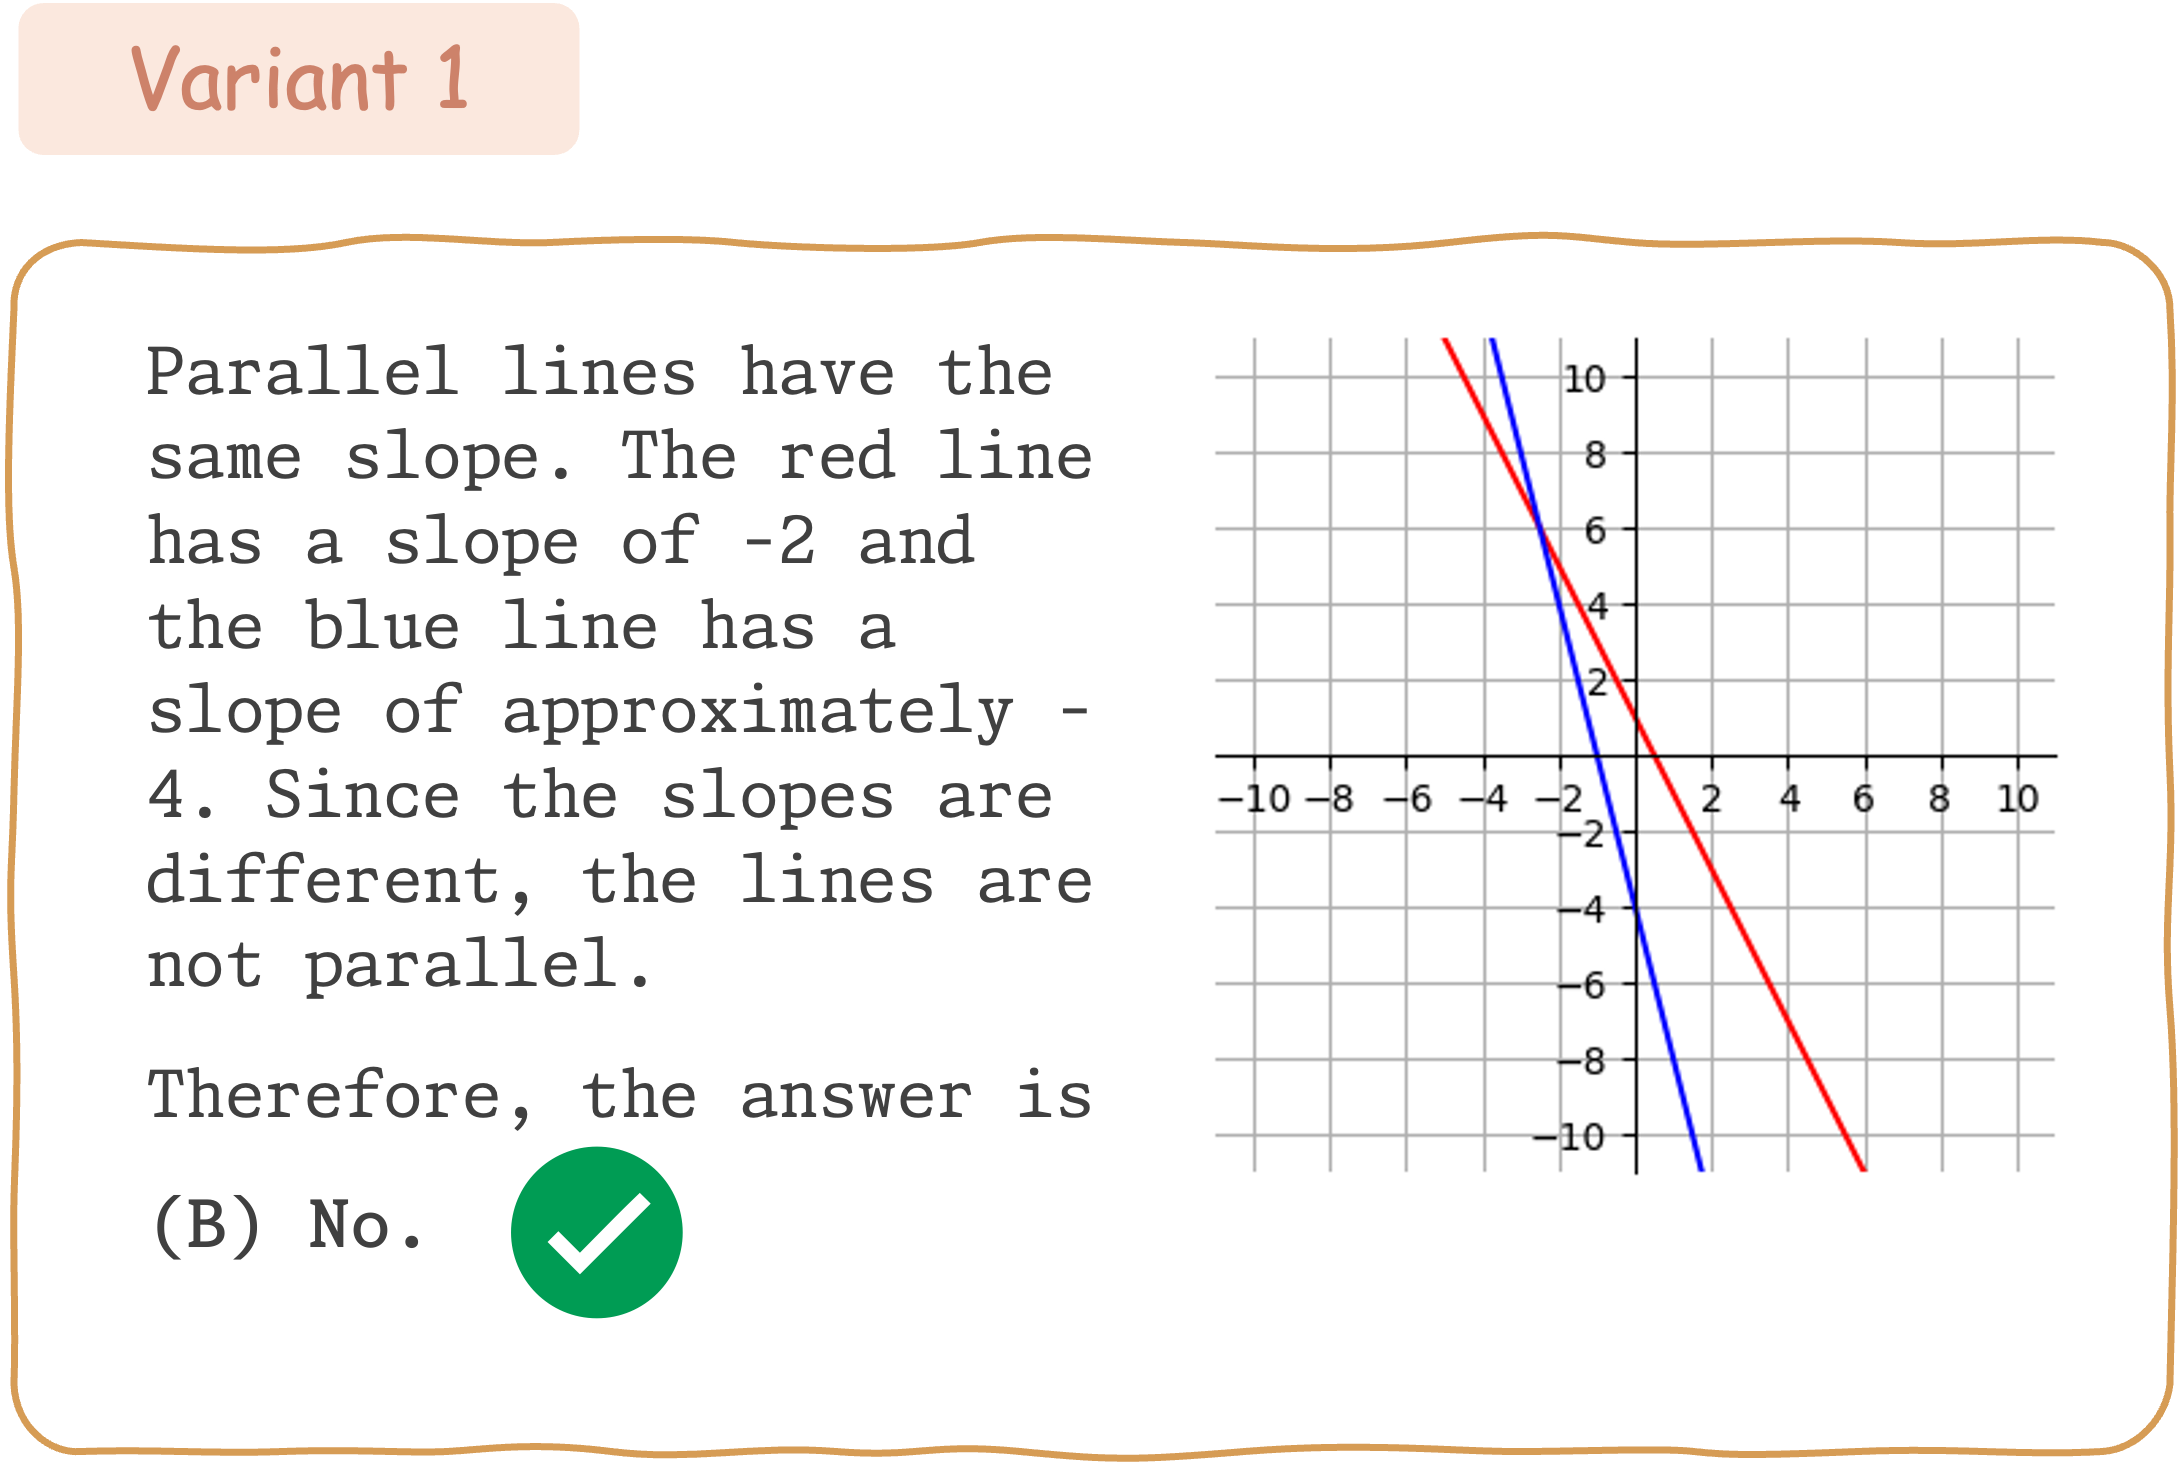 Variant 1
Parallel lines have the
same slope. The red line
has a slope of -2 and
the blue line has a
slope of approximately -
4. Since the slopes are
different, the lines are
not parallel.
Therefore, the answer is
(B) No.
10
8
6
4
2
−10 −8 −6 −4 −2 2 4 6 8 10
−2
−4
−6
−8
−10